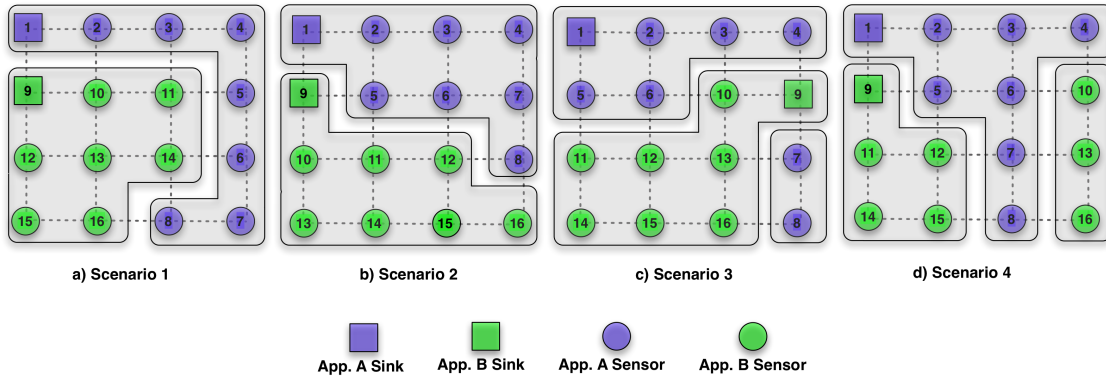 1 2 3 4
9 10 11 5
12 13 14 6
15 16 8 7
a) Scenario 1
1 2 3 4
9 5 6 7
10 11 12 8
13 14 15 16
b) Scenario 2
1 2 3 4
5 6 10 9
11 12 13 7
14 15 16 8
c) Scenario 3
1 2 3 4
9 5 6 10
11 12 7 13
14 15 8 16
d) Scenario 4
App. A Sink
App. B Sink
App. A Sensor
App. B Sensor